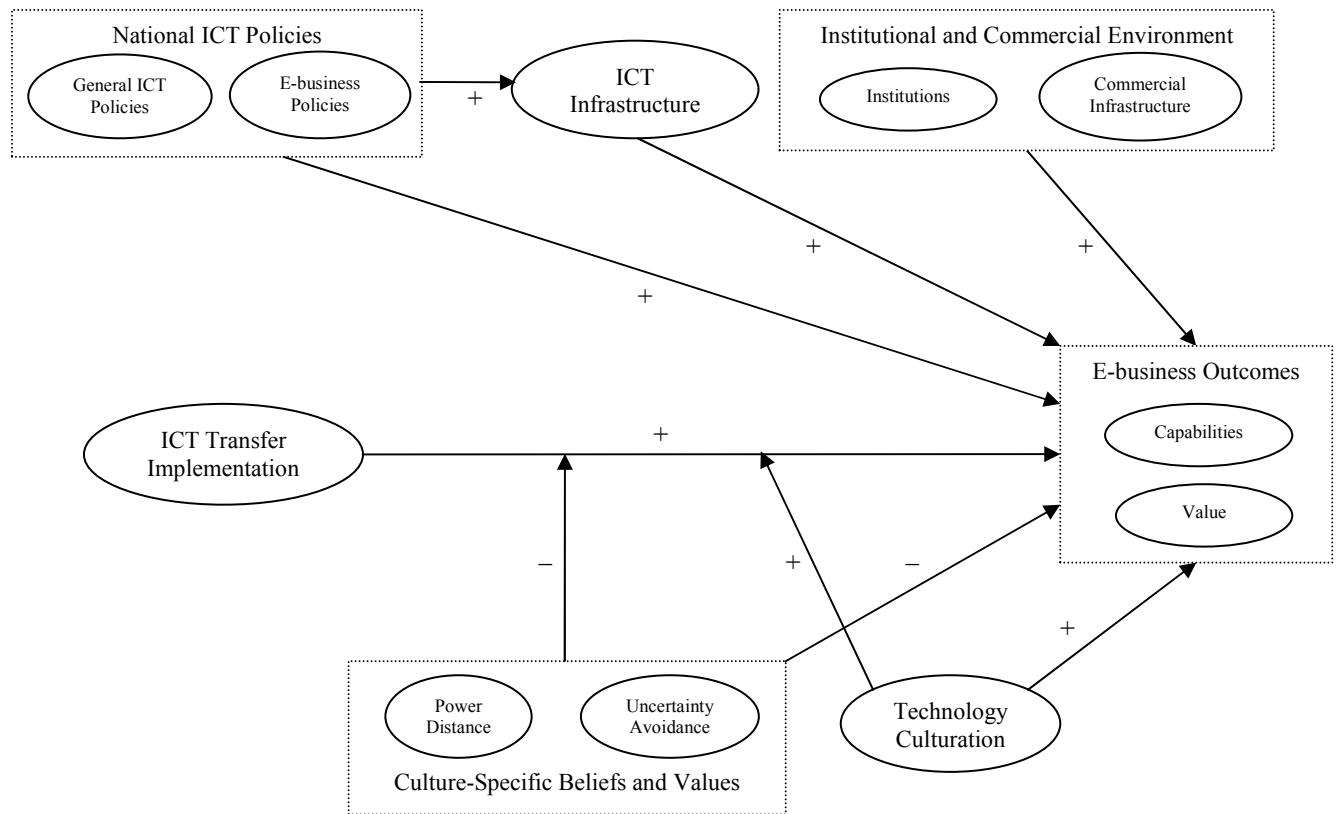 National ICT Policies
General ICT
Policies
E-business
Policies
+
ICT
Infrastructure
Institutional and Commercial Environment
Institutions
Commercial
Infrastructure
+
+
+
E-business Outcomes
Capabilities
Value
ICT Transfer
Implementation
+
–
+
–
+
Power
Distance
Uncertainty
Avoidance
Culture-Specific Beliefs and Values
Technology
Culturation